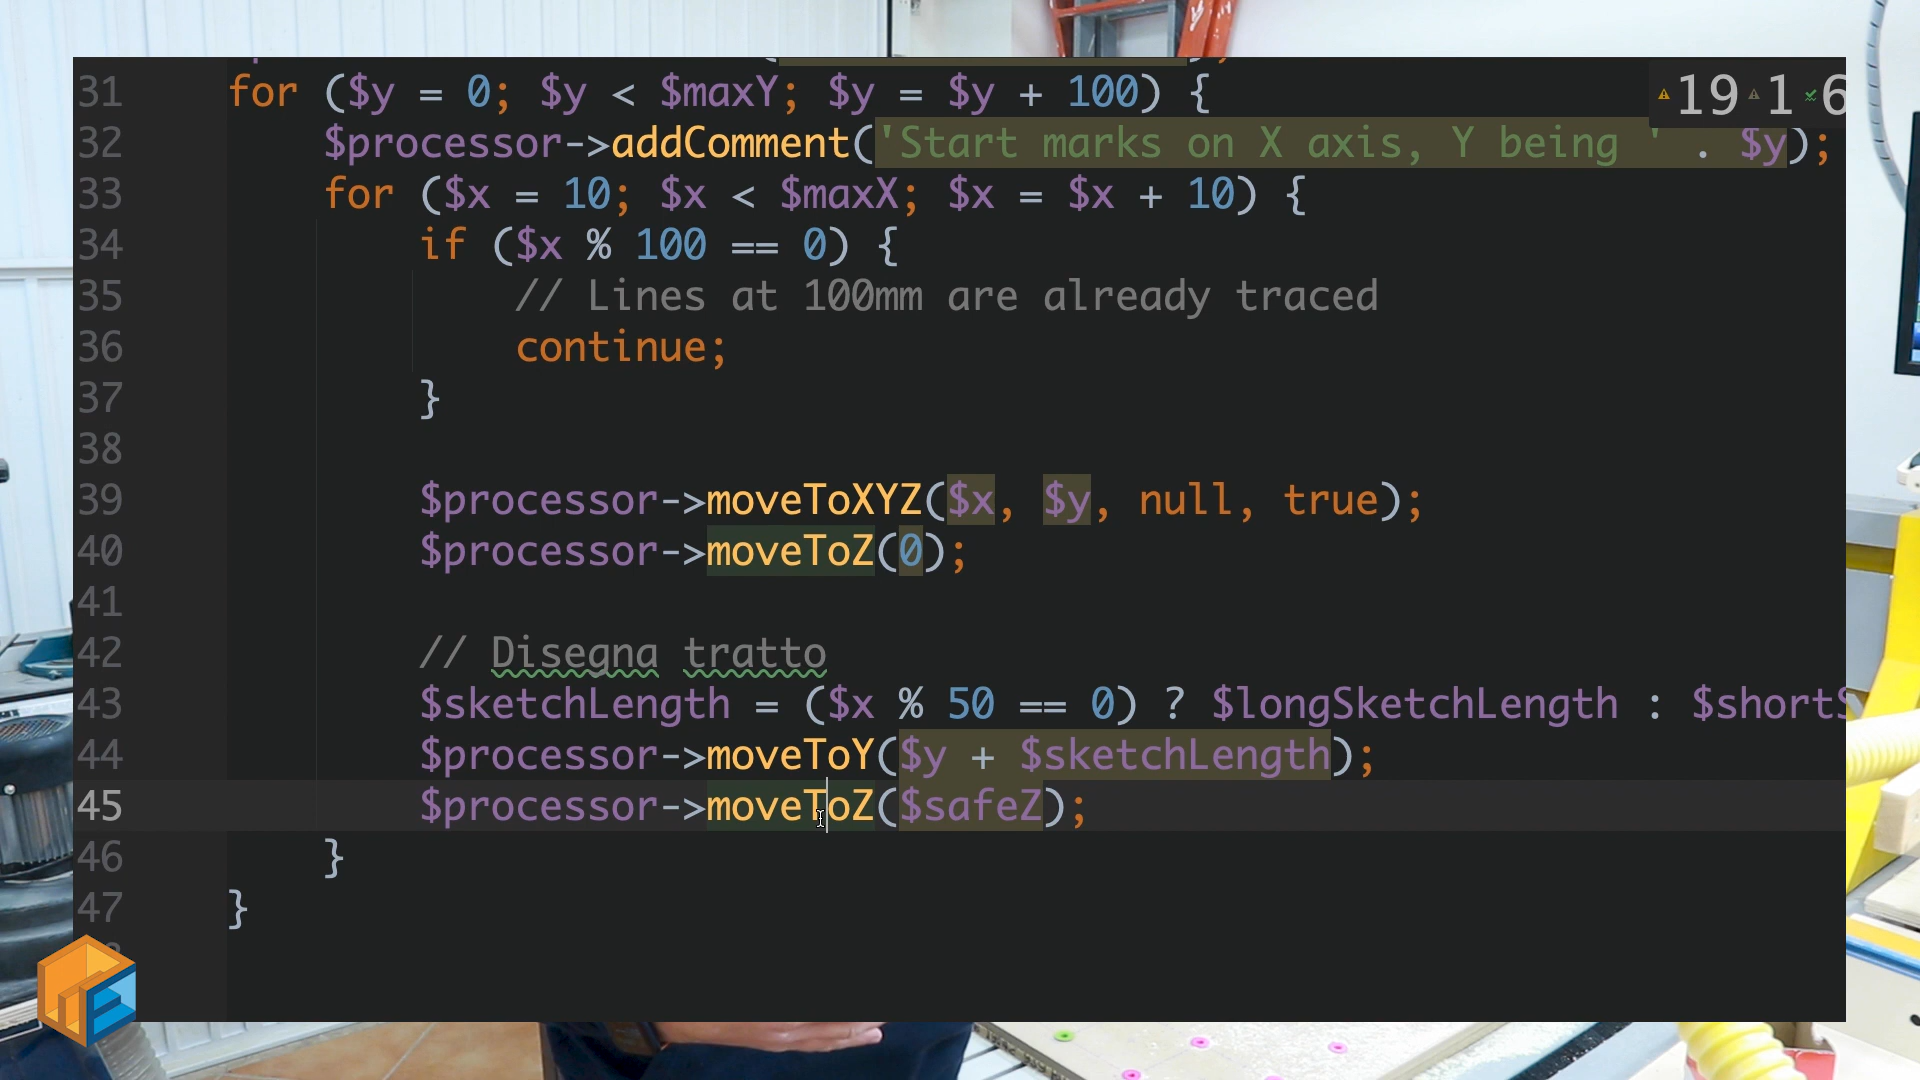 31 for ($y = 0; $y < $maxY; $y = $y + 100) {
19 1 6
32 $processor->addComment('Start marks on X axis, Y being ' . $y);
33 for ($x = 10; $x < $maxX; $x = $x + 10) {
34 if ($x % 100 == 0) {
35 // Lines at 100mm are already traced
36 continue;
37 }
38
39 $processor->moveToXYZ($x, $y, null, true);
40 $processor->moveToZ(0);
41
42 // Disegna tratto
43 $sketchLength = ($x % 50 == 0) ? $longSketchLength : $shortS
44 $processor->moveToY($y + $sketchLength);
45 $processor->moveToZ($safeZ);
46 }
47 }